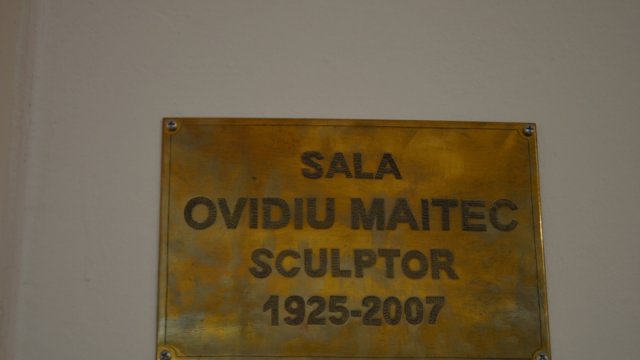 SALA
OVIDIU MAITEC
SCULPTOR
1925-2007